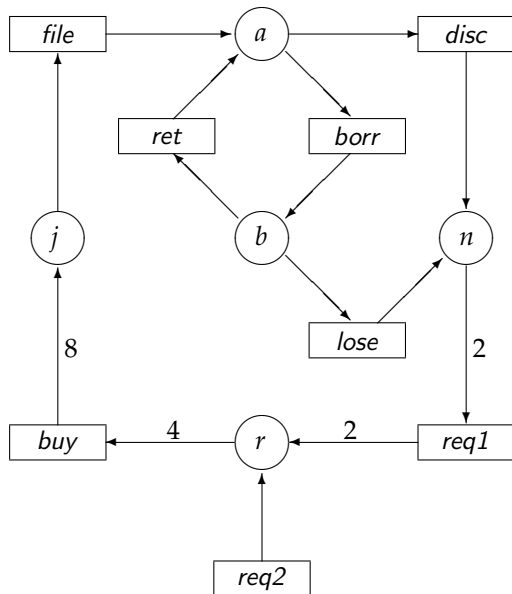 file a disc
ret borr
j b n
lose
8 2
buy 4 r 2 req1
req2